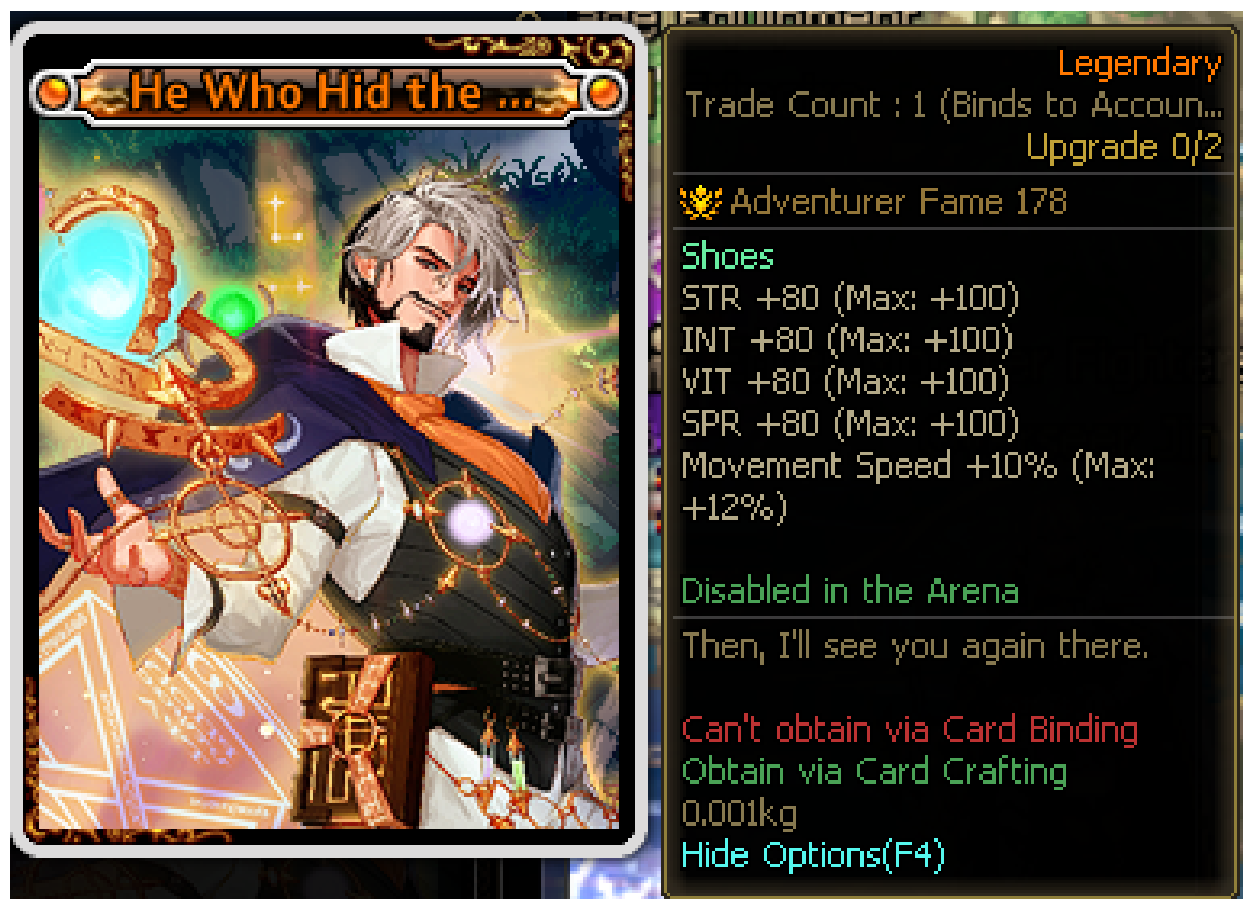 He Who Hid the ...
Legendary
Trade Count : 1 (Binds to Accoun...
Upgrade 0/2
Adventurer Fame 178
Shoes
STR +80 (Max: +100)
INT +80 (Max: +100)
VIT +80 (Max: +100)
SPR +80 (Max: +100)
Movement Speed +10% (Max:
+12%)
Disabled in the Arena
Then, I'll see you again there.
Can't obtain via Card Binding
Obtain via Card Crafting
0.001kg
Hide Options(F4)